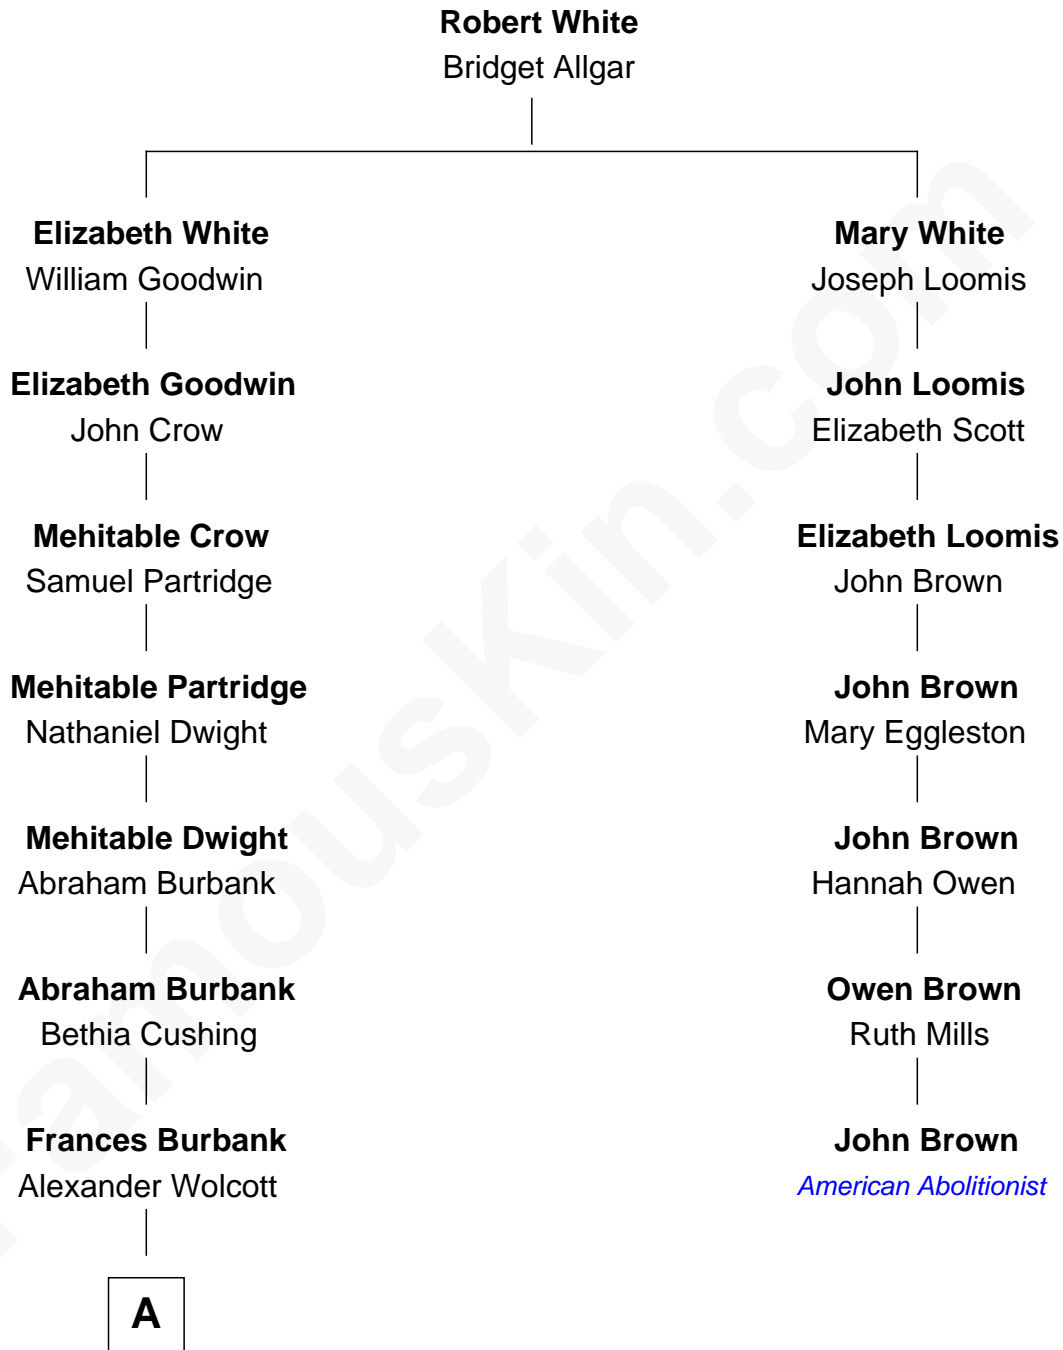 Robert White
Bridget Allgar
Elizabeth White
William Goodwin
Mary White
Joseph Loomis
Elizabeth Goodwin
John Crow
John Loomis
Elizabeth Scott
Mehitable Crow
Samuel Partridge
Elizabeth Loomis
John Brown
Mehitable Partridge
Nathaniel Dwight
John Brown
Mary Eggleston
Mehitable Dwight
Abraham Burbank
John Brown
Hannah Owen
Abraham Burbank
Bethia Cushing
Owen Brown
Ruth Mills
Frances Burbank
Alexander Wolcott
John Brown
American Abolitionist
A
FamousKin.com